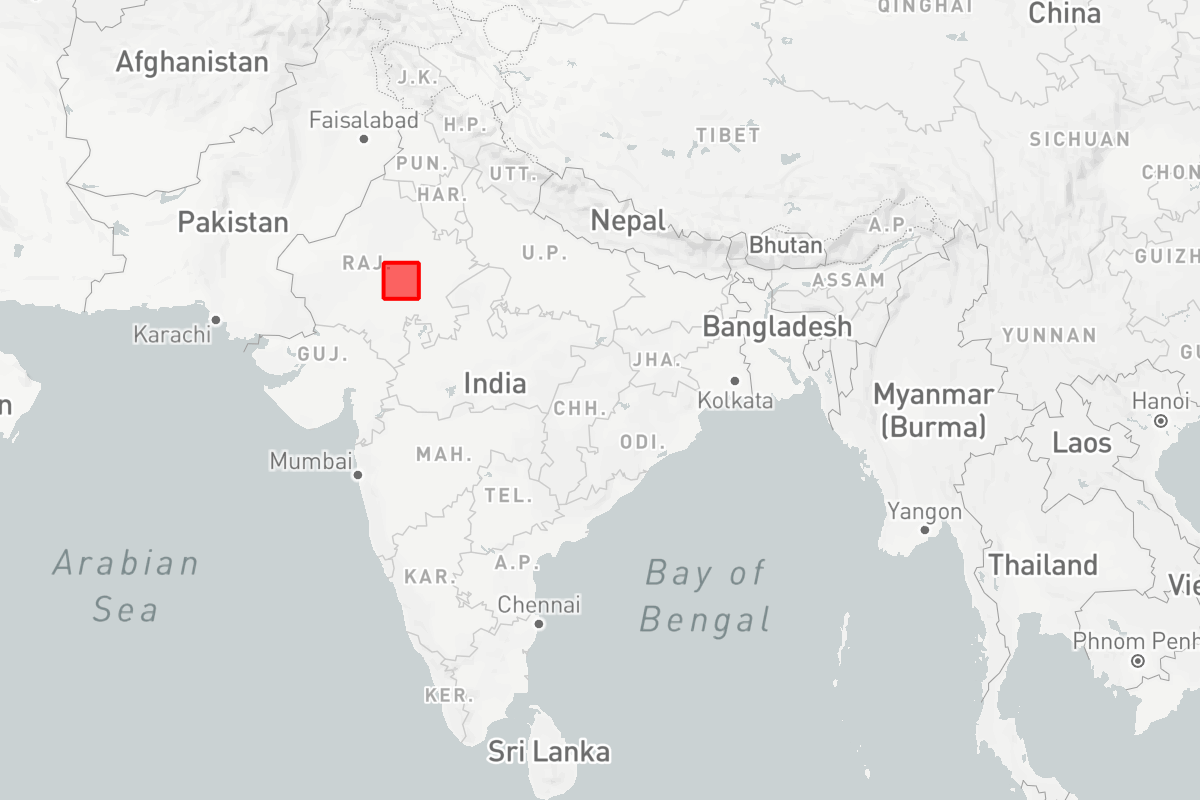 QINGHAI
China
Afghanistan
J.K.
Faisalabad
H.P.
TIBET
SICHUAN
PUN.
UTT.
CHON
HAR.
Pakistan
Nepal
A.P.
Bhutan
U.P.
GUIZH
RAJ.
ASSAM
Karachi
Bangladesh
YUNNAN
GUJ.
JHA.
GU
India
Kolkata
Myanmar
(Burma)
Hanoi
n
CHH.
ODI.
Laos
MAH.
Mumbai
TEL.
Yangon
Arabian
Sea
A.P.
KAR.
Bay of
Bengal
Thailand
Vie
Chennai
Phnom Penh
KER.
Sri Lanka